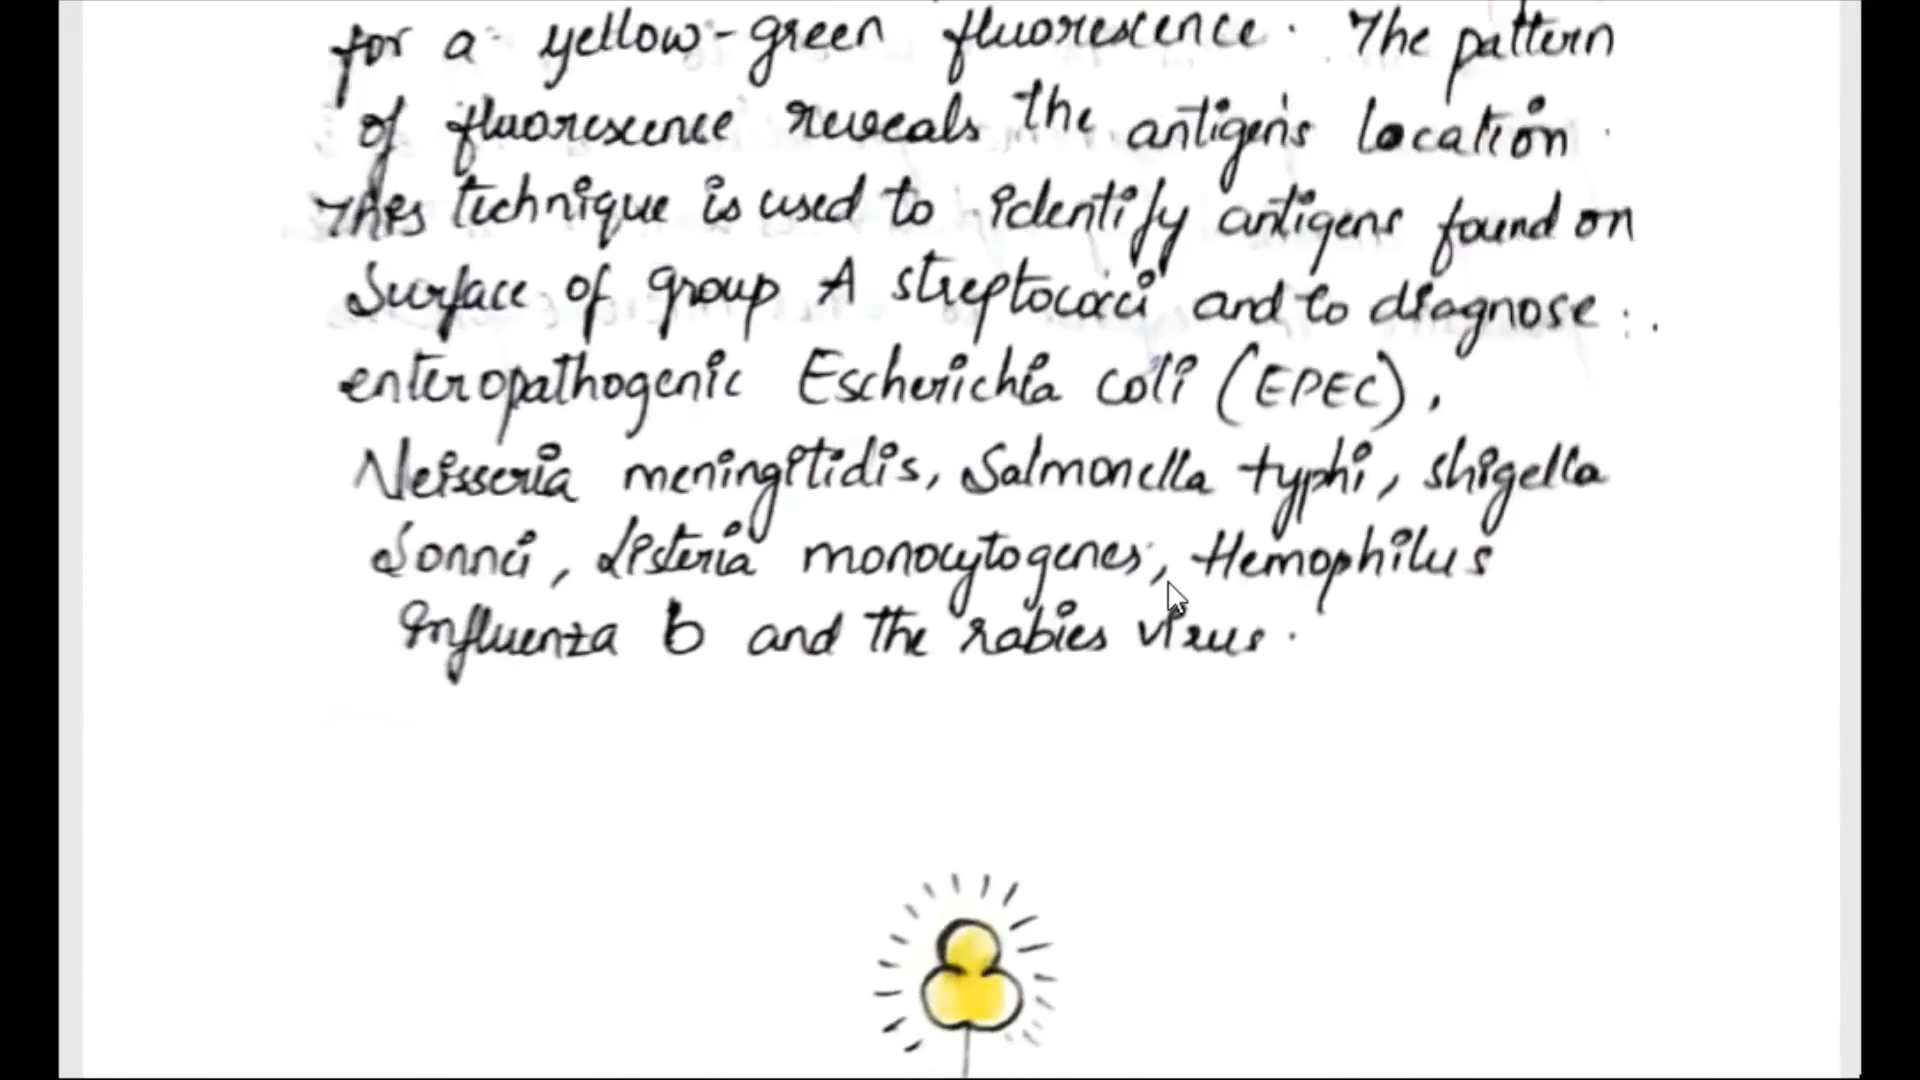 for a yellow-green fluorescence. The pattern
of fluorescence reveals the antigen's location.
This technique is used to identify antigens found on
Surface of group A streptococci and to diagnose
enteropathogenic Escherichia coli (EPEC),
Neisseria meningitidis, Salmonella typhi, shigella
Sonnei, Listeria monocytogenes, Hemophilus
Influenza b and the rabies virus.